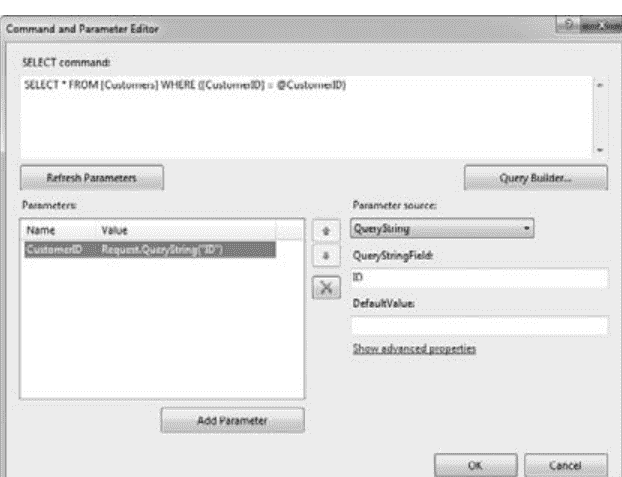 Command and Parameter Editor
SELECT command:
SELECT * FROM [Customers] WHERE ([CustomerID] = @CustomerID)
Refresh Parameters
Query Builder...
Parameters:
Name Value
CustomerID Request.QueryString("ID")
Add Parameter
Parameter source:
QueryString
QueryStringField:
ID
DefaultValue:
Show advanced properties
OK Cancel